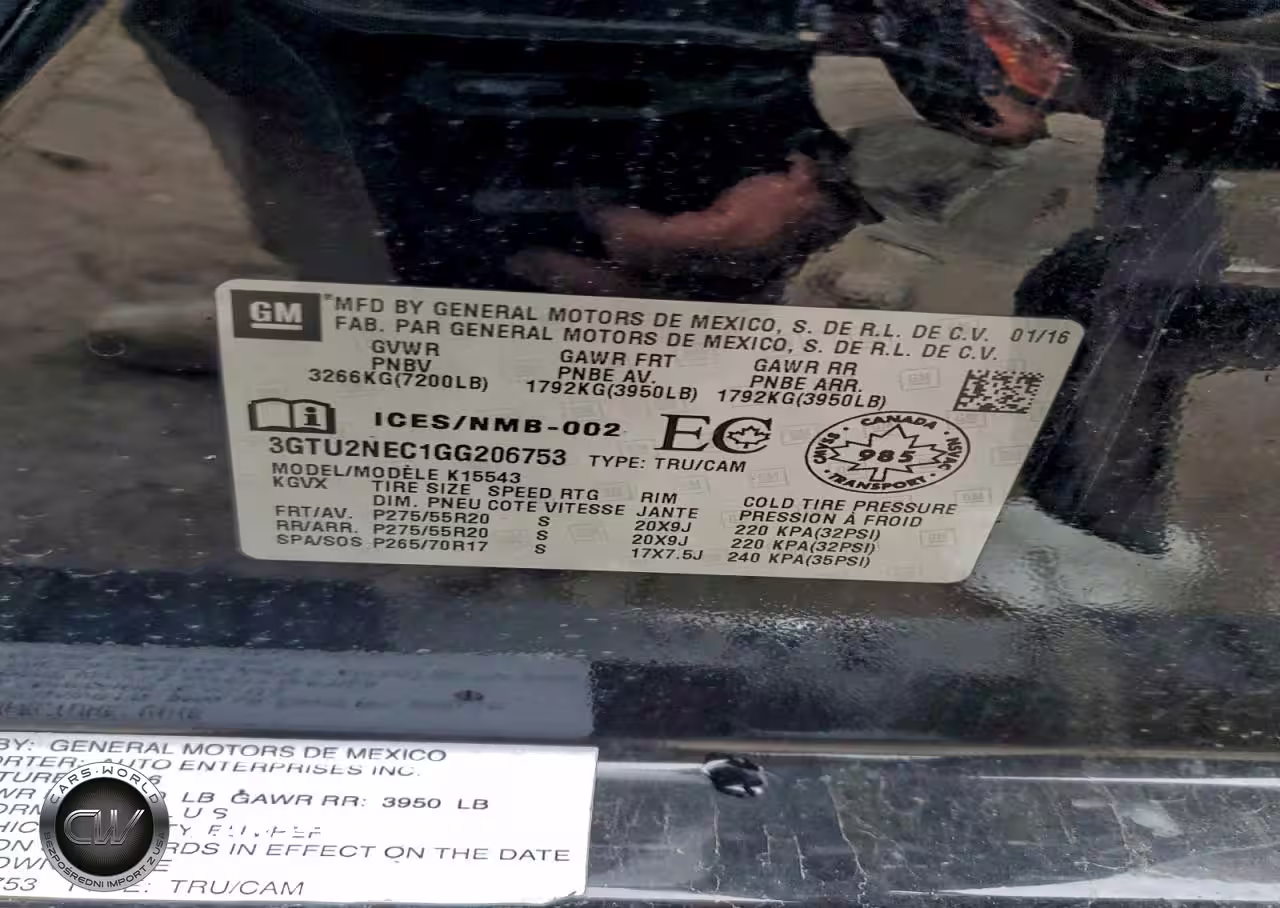 GM
MFD BY GENERAL MOTORS DE MEXICO, S. DE R.L. DE C.V. 01/16
FAB. PAR GENERAL MOTORS DE MEXICO, S. DE R.L. DE C.V.
GVWR GAWR FRT GAWR RR
PNBV PNBE AV. PNBE ARR.
3266KG(7200LB) 1792KG(3950LB) 1792KG(3950LB)
i ICES/NMB-002 EC
CANADA
CMVSS 985 NSVAC
TRANSPORT
3GTU2NEC1GG206753 TYPE: TRU/CAM
MODEL/MODÈLE K15543
KGVX TIRE SIZE SPEED RTG RIM COLD TIRE PRESSURE
DIM. PNEU COTE VITESSE JANTE PRESSION À FROID
FRT/AV. P275/55R20 S 20X9J 220 KPA(32PSI)
RR/ARR. P275/55R20 S 20X9J 220 KPA(32PSI)
SPA/SOS P265/70R17 S 17X7.5J 240 KPA(35PSI)
BY: GENERAL MOTORS DE MEXICO
ORTER: AUTO ENTERPRISES INC.
LB GAWR RR: 3950 LB
U S
RDS IN EFFECT ON THE DATE
753 TRU/CAM
CARS-WORLD
CW
BEZPOŚREDNI IMPORT Z USA